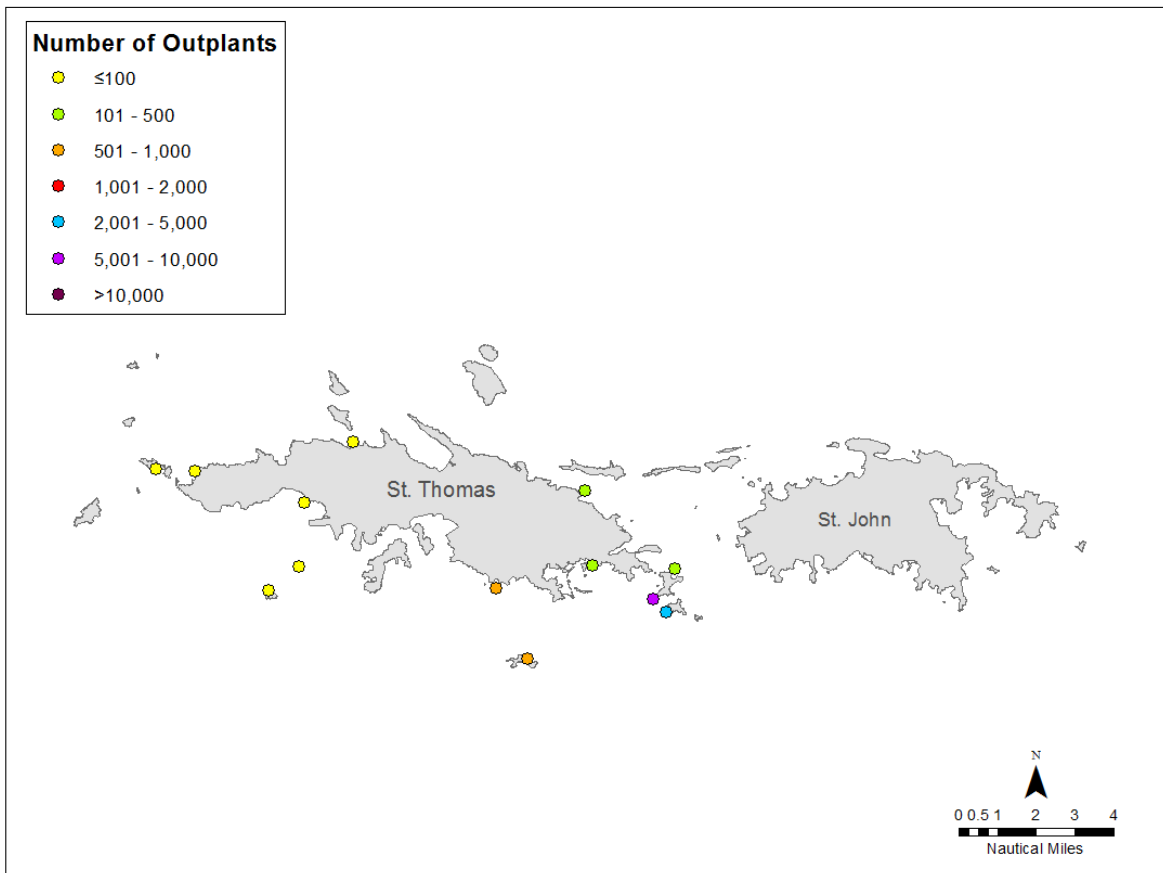 Number of Outplants
≤100
101 - 500
501 - 1,000
1,001 - 2,000
2,001 - 5,000
5,001 - 10,000
>10,000
St. Thomas
St. John
N
0 0.5 1 2 3 4
Nautical Miles